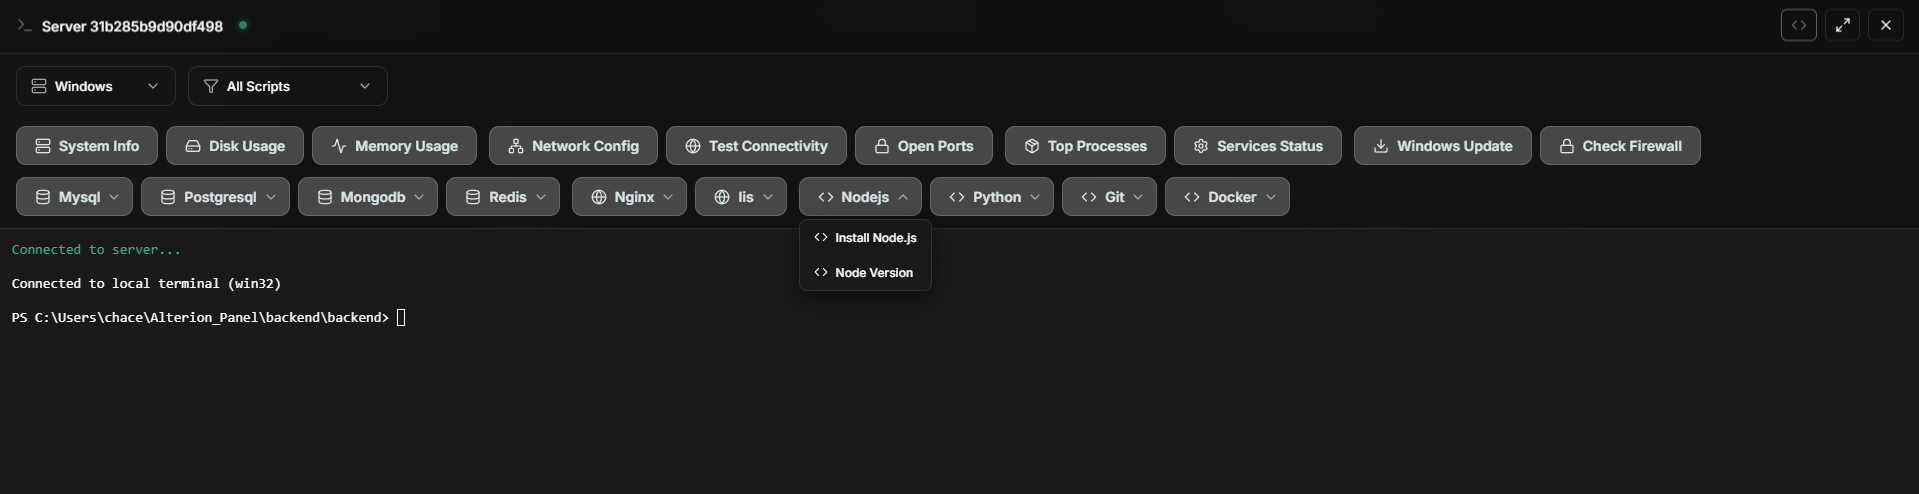 Server 31b285b9d90df498
Windows All Scripts
System Info Disk Usage Memory Usage Network Config Test Connectivity Open Ports Top Processes Services Status Windows Update Check Firewall
Mysql Postgresql Mongodb Redis Nginx Iis Nodejs Python Git Docker
Install Node.js
Node Version
Connected to server...
Connected to local terminal (win32)
PS C:\Users\chace\Alterion_Panel\backend\backend>